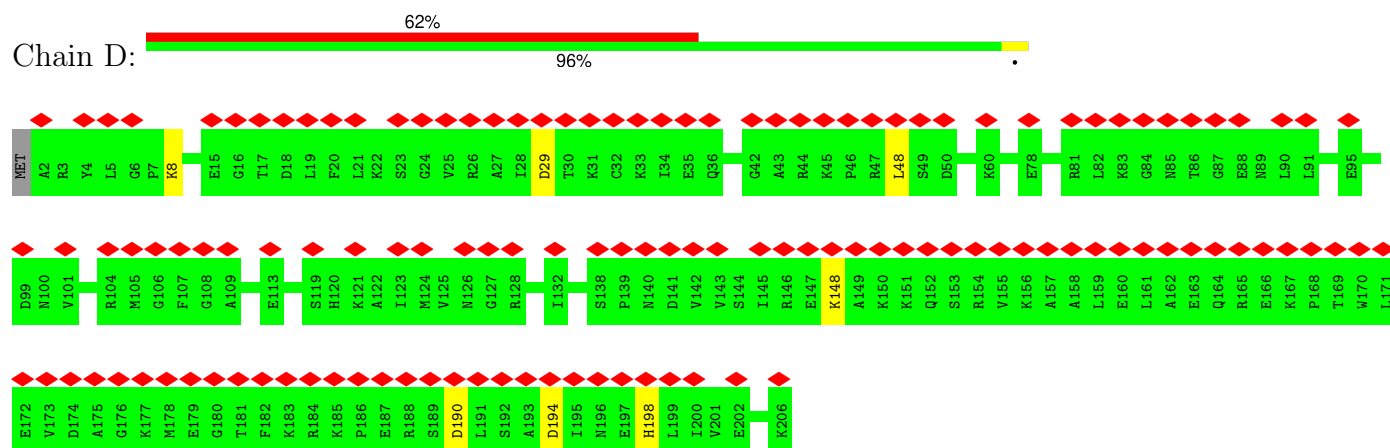 62%
Chain D:
96%
•
MET A2 R3 Y4 L5 G6 P7 K8 E15 G16 T17 D18 L19 F20 L21 K22 S23 G24 V25 R26 A27 I28 D29 T30 K31 C32 K33 I34 E35 Q36 G42 A43 R44 K45 P46 R47 L48 S49 D50 K60 E78 R81 L82 K83 G84 N85 T86 G87 E88 N89 L90 L91 E95
D99 N100 V101 R104 M105 G106 F107 G108 A109 E113 S119 H120 K121 A122 I123 M124 V125 N126 G127 R128 I132 S138 P139 N140 D141 V142 V143 S144 I145 R146 E147 K148 A149 K150 K151 Q152 S153 R154 V155 K156 A157 A158 L159 E160 L161 A162 E163 Q164 R165 E166 K167 P168 T169 W170 L171
E172 V173 D174 A175 G176 K177 M178 E179 G180 T181 F182 K183 R184 K185 P186 E187 R188 S189 D190 L191 S192 A193 D194 I195 N196 E197 H198 L199 I200 V201 E202 K206